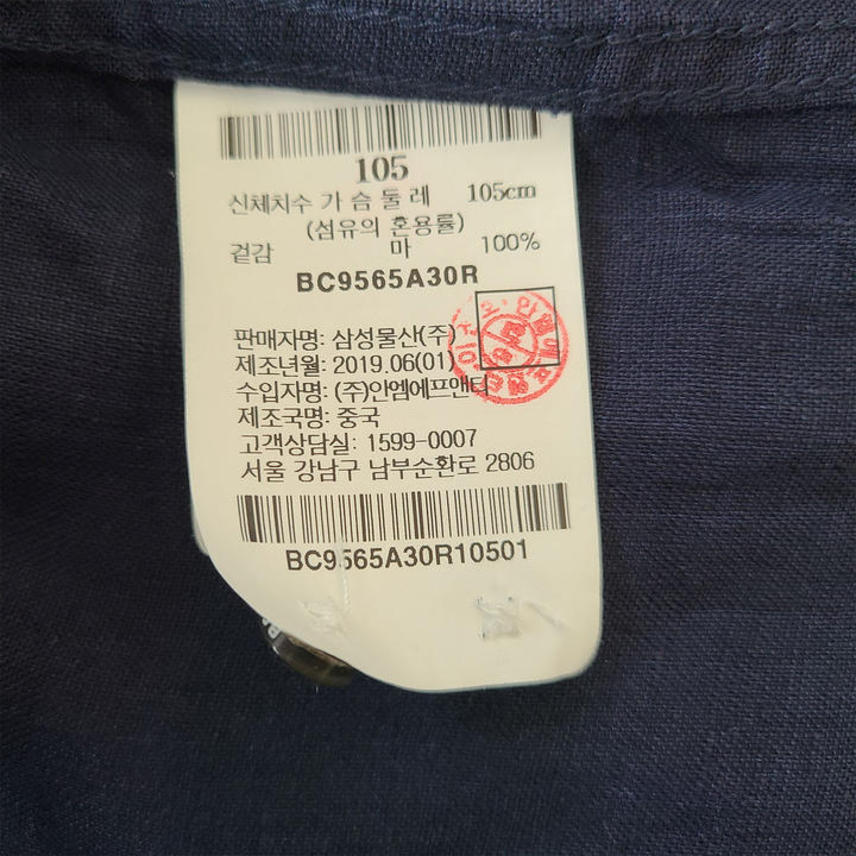 105
신체치수 가 슴 둘 레 105cm
(섬유의 혼용률)
겉감 마 100%
BC9565A30R
판매자명: 삼성물산(주)
제조년월: 2019.06(01)
수입자명: (주)안엠에프앤티
제조국명: 중국
고객상담실: 1599-0007
서울 강남구 남부순환로 2806
BC9565A30R10501